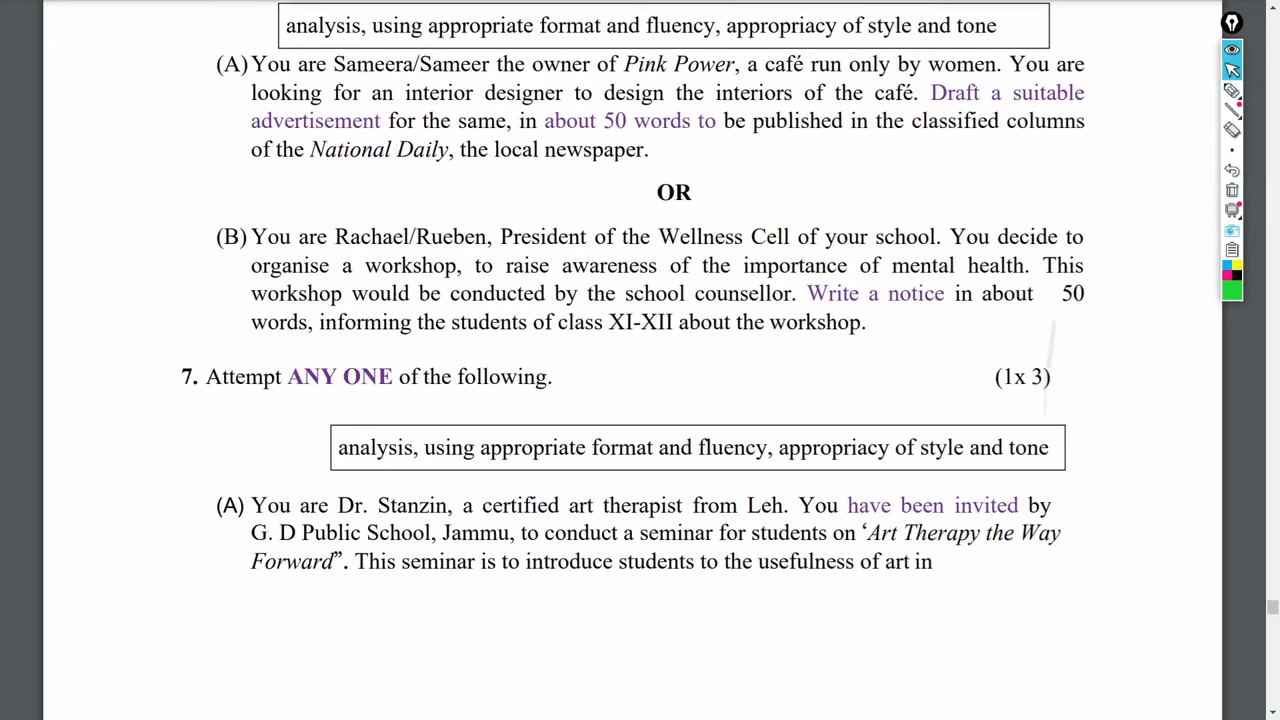 analysis, using appropriate format and fluency, appropriacy of style and tone
(A) You are Sameera/Sameer the owner of Pink Power, a café run only by women. You are
looking for an interior designer to design the interiors of the café. Draft a suitable
advertisement for the same, in about 50 words to be published in the classified columns
of the National Daily, the local newspaper.
OR
(B) You are Rachael/Rueben, President of the Wellness Cell of your school. You decide to
organise a workshop, to raise awareness of the importance of mental health. This
workshop would be conducted by the school counsellor. Write a notice in about 50
words, informing the students of class XI-XII about the workshop.
7. Attempt ANY ONE of the following. (1x 3)
analysis, using appropriate format and fluency, appropriacy of style and tone
(A) You are Dr. Stanzin, a certified art therapist from Leh. You have been invited by
G. D Public School, Jammu, to conduct a seminar for students on ‘Art Therapy the Way
Forward”. This seminar is to introduce students to the usefulness of art in